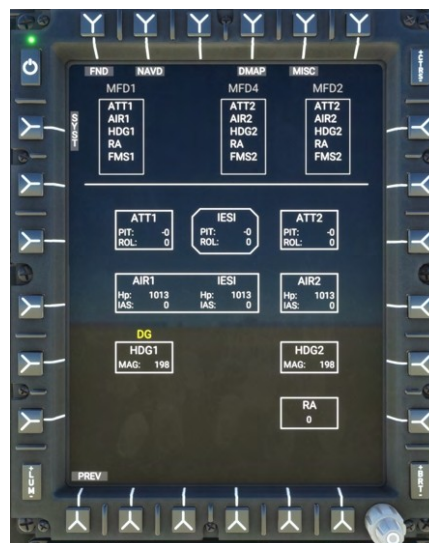 FND NAVD DMAP MISC
MFD1 MFD4 MFD2
SYST
ATT1 ATT2 ATT2
AIR1 AIR2 AIR2
HDG1 HDG2 HDG2
RA RA RA
FMS1 FMS2 FMS2
ATT1 IESI ATT2
PIT: -0 PIT: -0 PIT: -0
ROL: 0 ROL: 0 ROL: 0
AIR1 IESI AIR2
Hp: 1013 Hp: 1013 Hp: 1013
IAS: 0 IAS: 0 IAS: 0
DG
HDG1 HDG2
MAG: 198 MAG: 198
RA
0
+LUM-
+BRT-
PREV